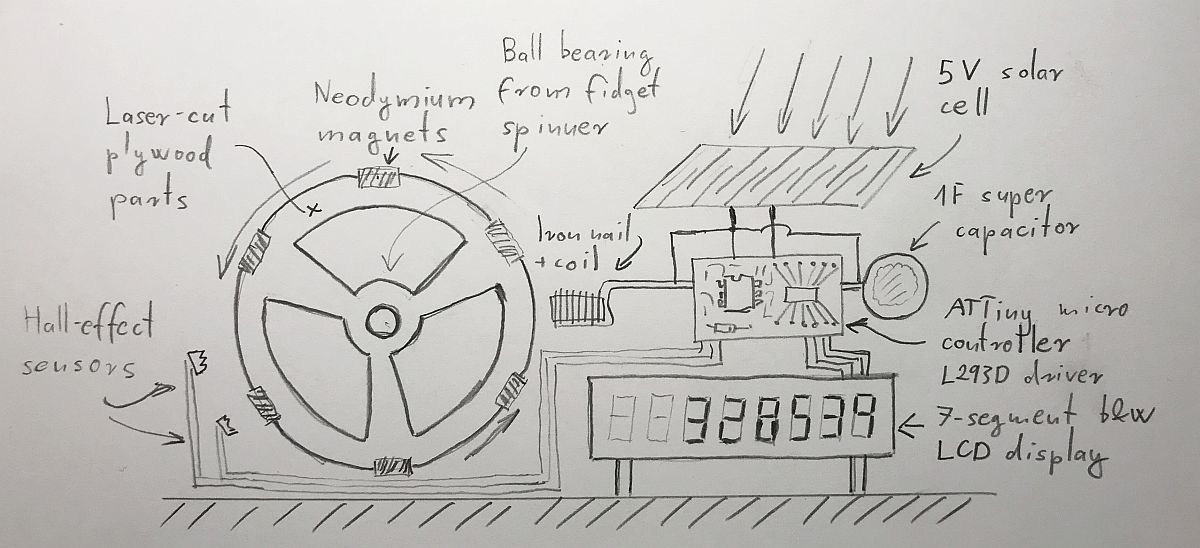 Laser-cut
plywood
parts
Neodymium
magnets
Ball bearing
from fidget
spinner
5V solar
cell
1F super
capacitor
Iron nail
+ coil
Hall-effect
sensors
ATTiny micro
controller
L293D driver
7-segment b&w
LCD display
328534